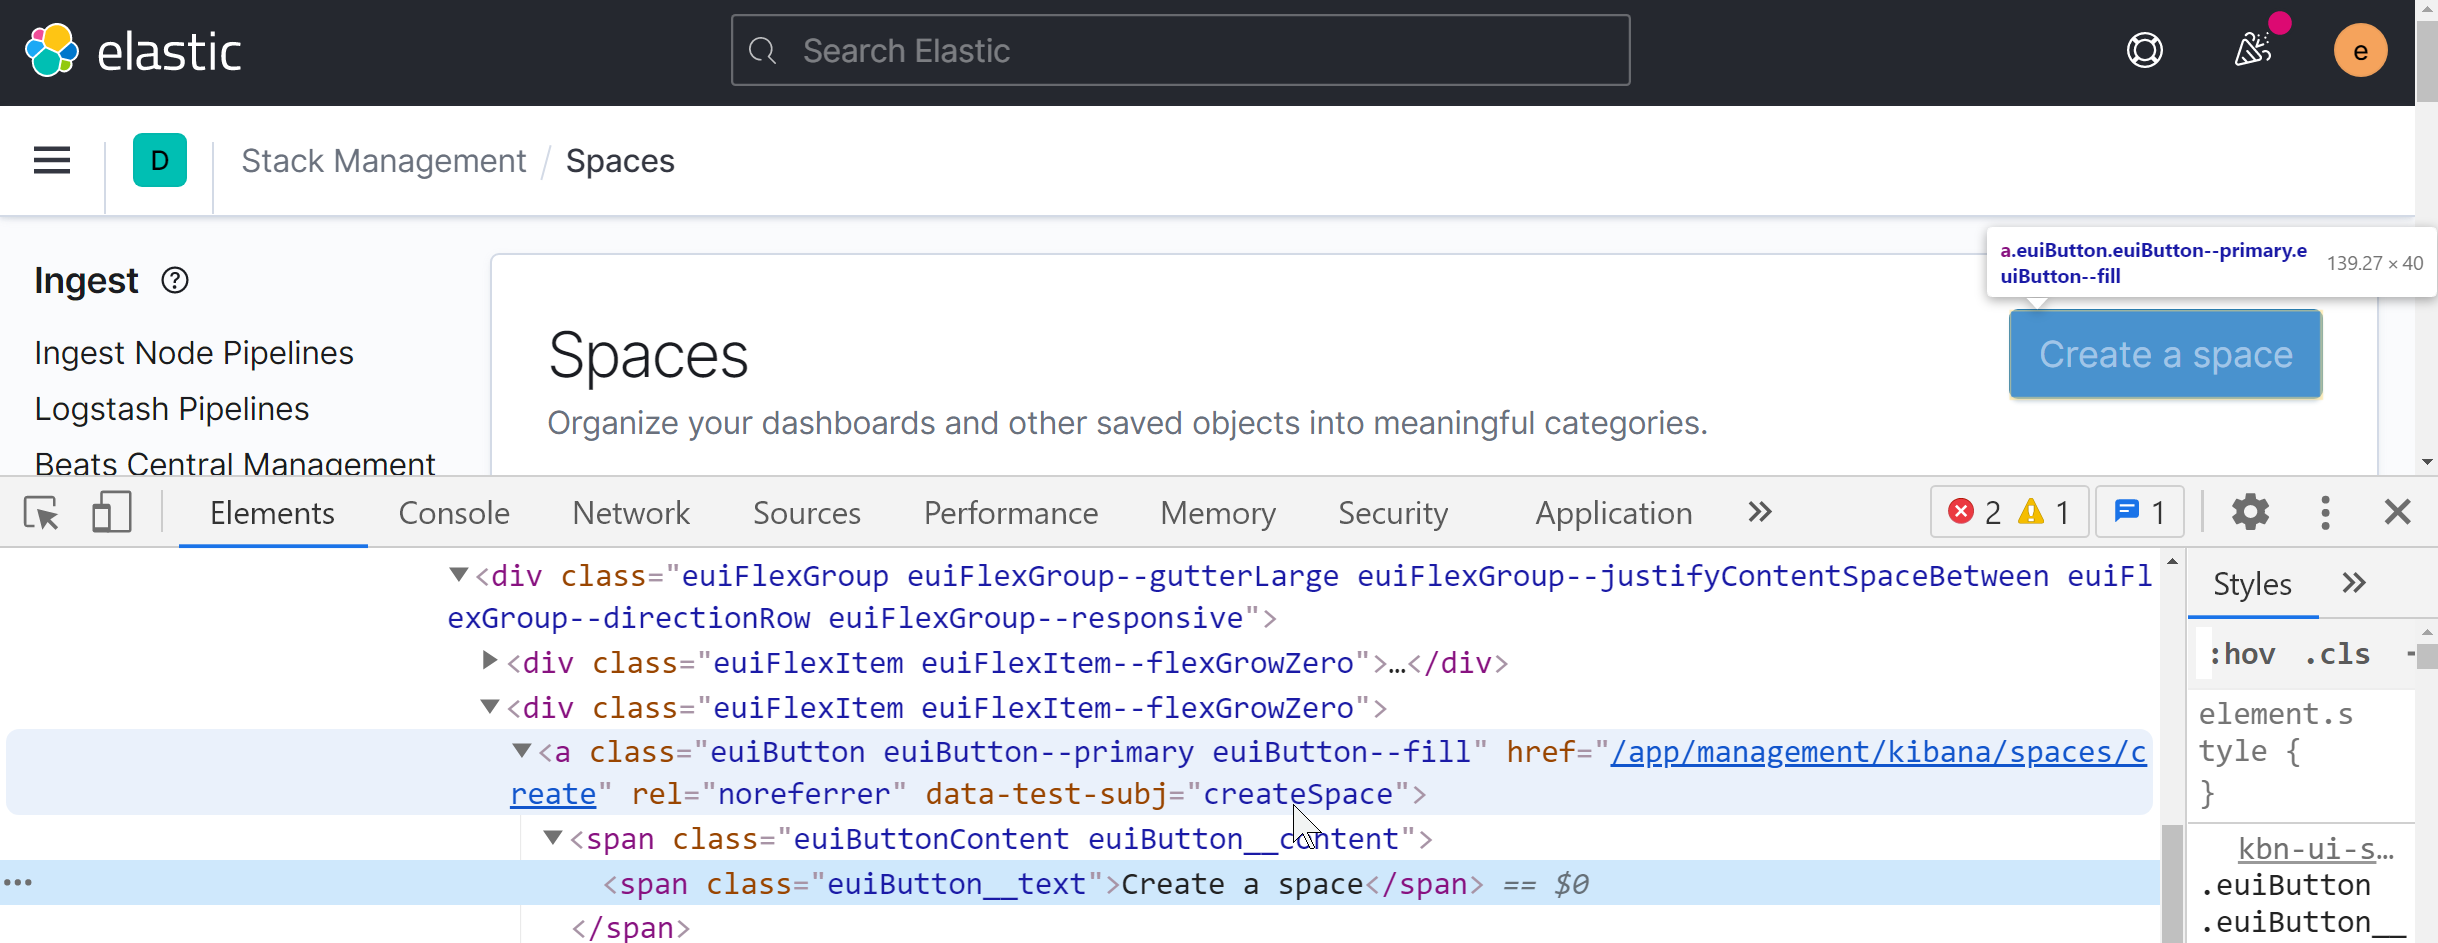 elastic
Search Elastic
e
D
Stack Management / Spaces
Ingest
Ingest Node Pipelines
Logstash Pipelines
Beats Central Management
Spaces
Organize your dashboards and other saved objects into meaningful categories.
a.euiButton.euiButton--primary.e
uiButton--fill
139.27 × 40
Create a space
Elements Console Network Sources Performance Memory Security Application » 2 1 1
<div class="euiFlexGroup euiFlexGroup--gutterLarge euiFlexGroup--justifyContentSpaceBetween euiFl
exGroup--directionRow euiFlexGroup--responsive">
<div class="euiFlexItem euiFlexItem--flexGrowZero">…</div>
<div class="euiFlexItem euiFlexItem--flexGrowZero">
<a class="euiButton euiButton--primary euiButton--fill" href="/app/management/kibana/spaces/c
reate" rel="noreferrer" data-test-subj="createSpace">
<span class="euiButtonContent euiButton__content">
<span class="euiButton__text">Create a space</span> == $0
</span>
Styles »
:hov .cls
element.s
tyle {
}
kbn-ui-s…
.euiButton
.euiButton__